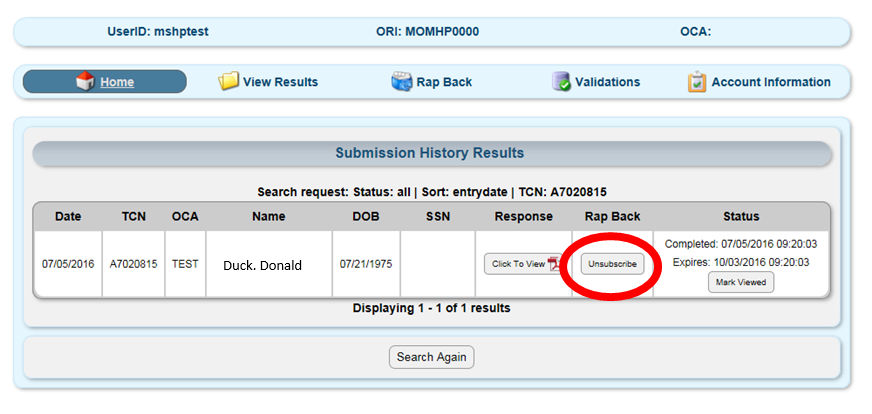 UserID: mshptest ORI: MOMHP0000 OCA:
Home View Results Rap Back Validations Account Information
Submission History Results
Search request: Status: all | Sort: entrydate | TCN: A7020815
Date TCN OCA Name DOB SSN Response Rap Back Status
Completed: 07/05/2016 09:20:03
07/05/2016 A7020815 TEST Duck. Donald 07/21/1975 Click To View Unsubscribe Expires: 10/03/2016 09:20:03
Mark Viewed
Displaying 1 - 1 of 1 results
Search Again